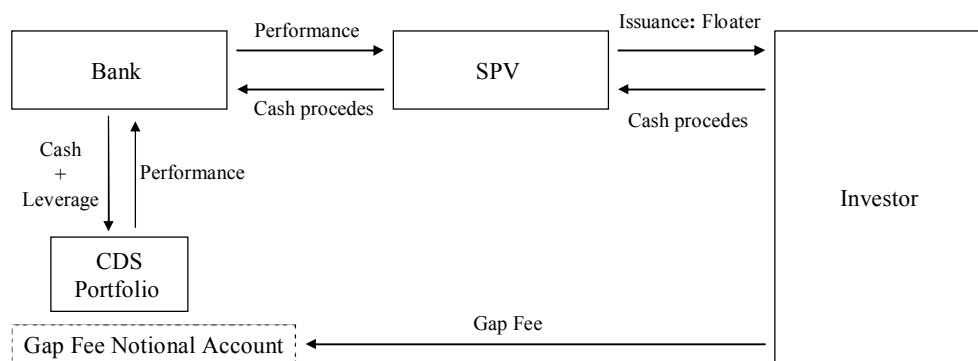 Issuance: Floater
Performance
Bank
SPV
Cash procedes
Cash procedes
Cash
+
Leverage
Performance
Investor
CDS
Portfolio
Gap Fee
Gap Fee Notional Account